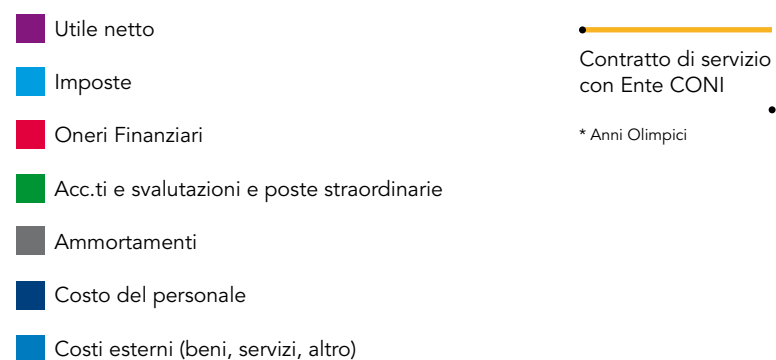 Utile netto
Imposte
Oneri Finanziari
Acc.ti e svalutazioni e poste straordinarie
Ammortamenti
Costo del personale
Costi esterni (beni, servizi, altro)
Contratto di servizio
con Ente CONI
* Anni Olimpici